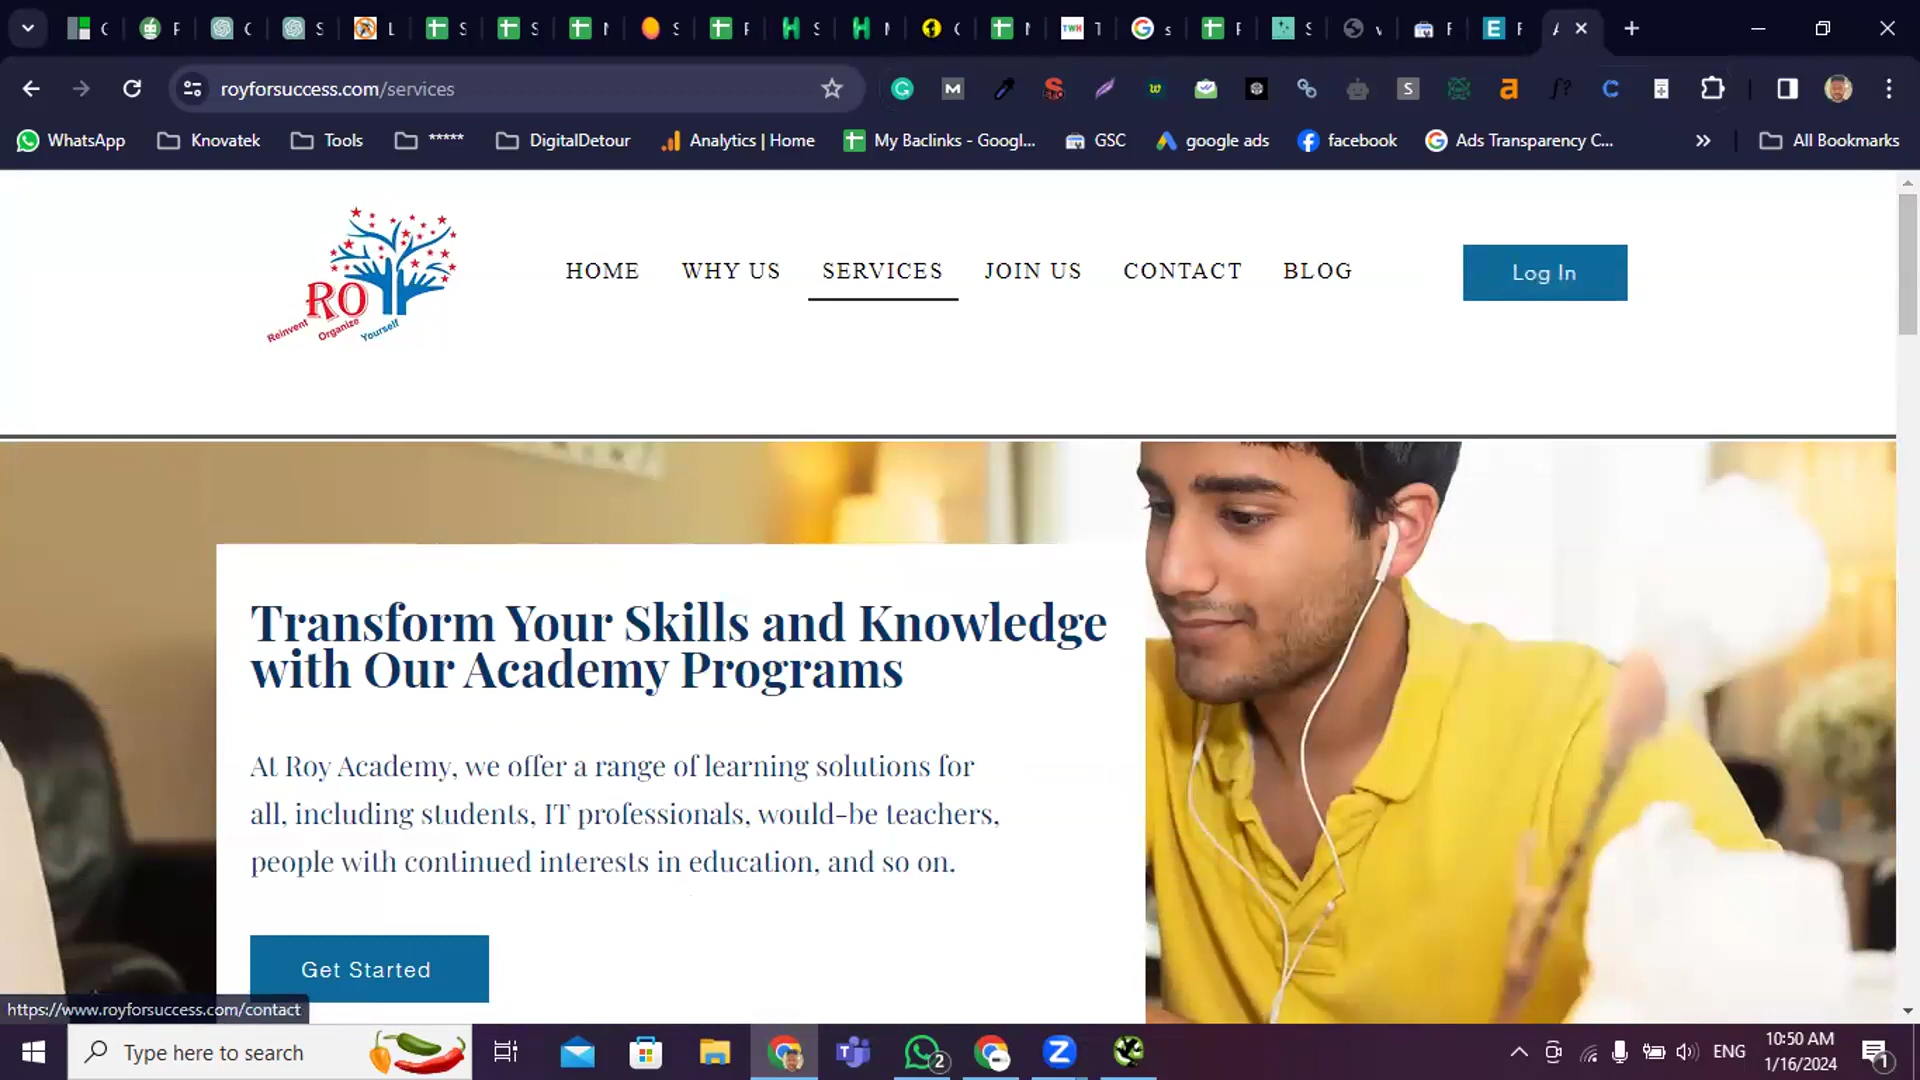 royforsuccess.com/services
WhatsApp
Knovatek
Tools
*****
DigitalDetour
Analytics | Home
My Baclinks - Googl...
GSC
google ads
facebook
Ads Transparency C...
All Bookmarks
ROY
Reinvent Organize Yourself
HOME
WHY US
SERVICES
JOIN US
CONTACT
BLOG
Log In
Transform Your Skills and Knowledge
with Our Academy Programs
At Roy Academy, we offer a range of learning solutions for
all, including students, IT professionals, would-be teachers,
people with continued interests in education, and so on.
Get Started
https://www.royforsuccess.com/contact
Type here to search
2
ENG
10:50 AM
1/16/2024
1